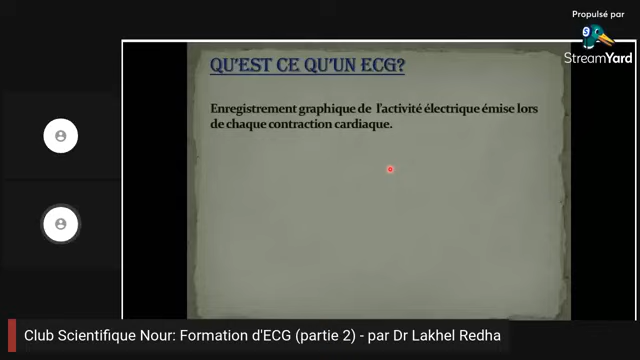 Propulsé par
StreamYard
QU'EST CE QU'UN ECG?
Enregistrement graphique de l'activité électrique émise lors
de chaque contraction cardiaque.
Club Scientifique Nour: Formation d'ECG (partie 2) - par Dr Lakhel Redha